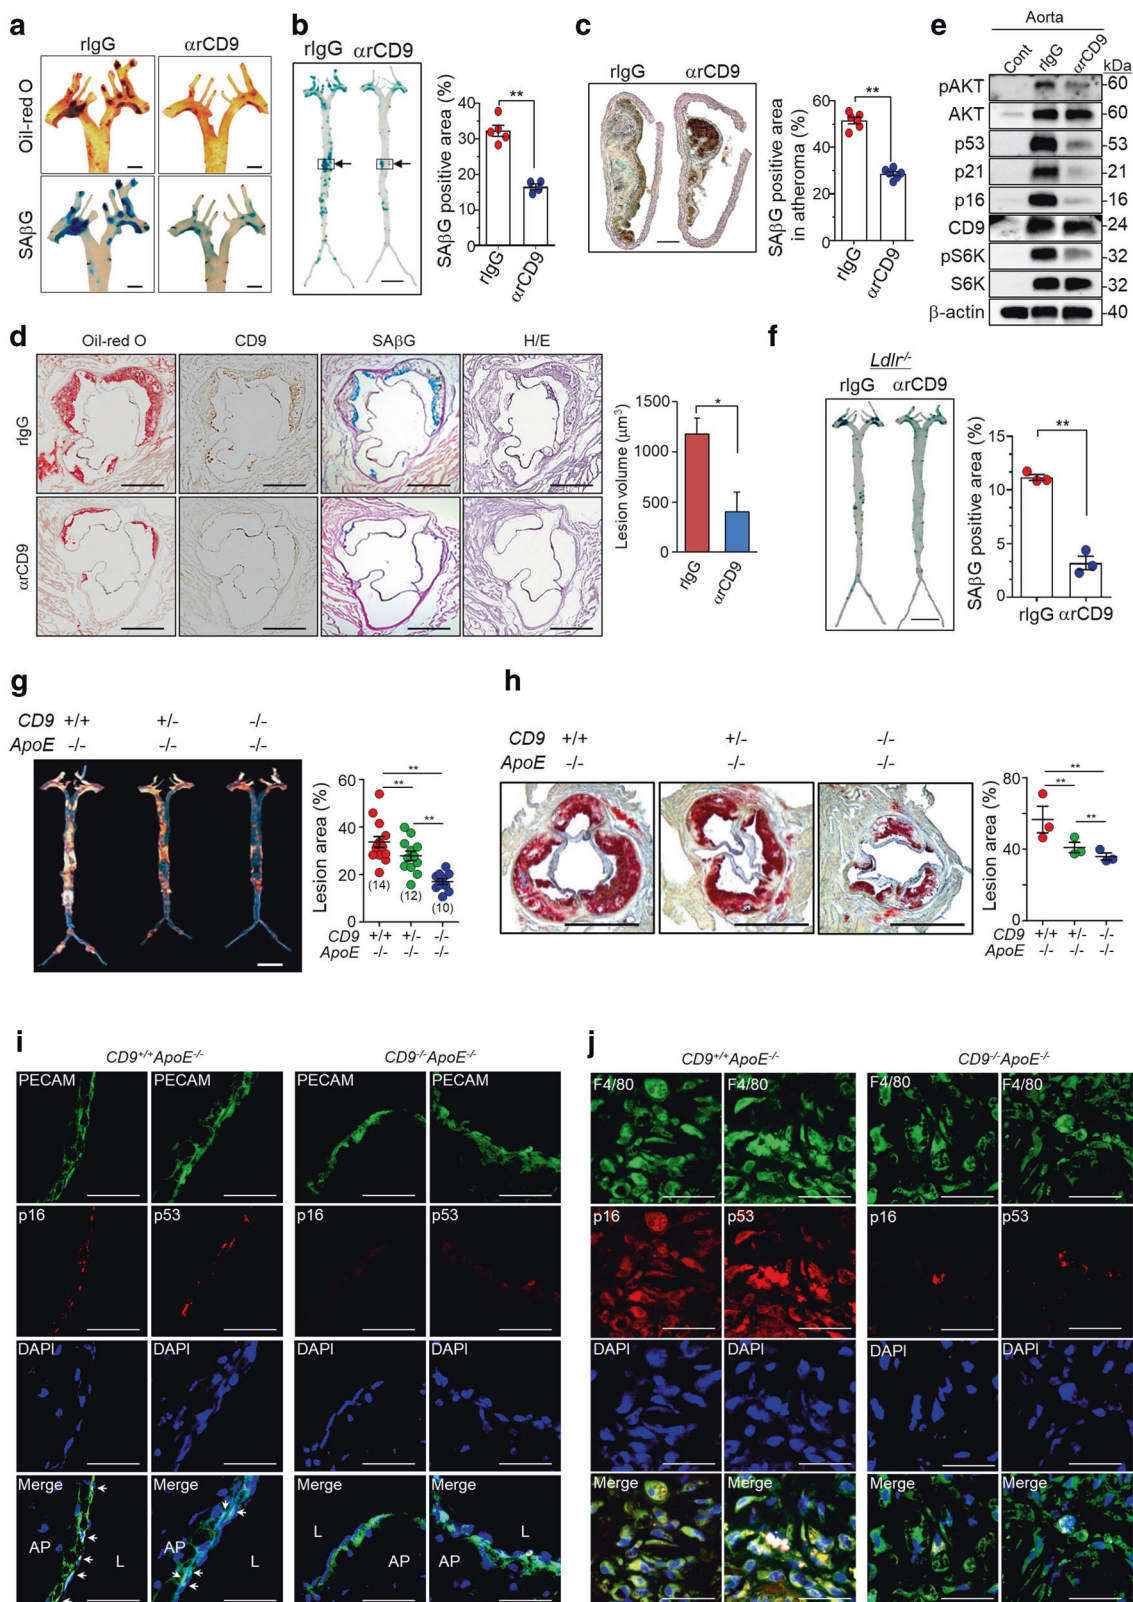 a
rIgG αrCD9
Oil-red O
SAβG
b
rIgG αrCD9
SAβG positive area (%)
40
30
20
10
0
**
rIgG
αrCD9
c
rIgG αrCD9
SAβG positive area
in atheroma (%)
60
40
20
0
**
rIgG
αrCD9
e
Aorta
Cont rIgG αrCD9 kDa
pAKT -60
AKT -60
p53 -53
p21 -21
p16 -16
CD9 -24
pS6K -32
S6K -32
β-actin -40
d
Oil-red O CD9 SAβG H/E
rIgG
αrCD9
Lesion volume (μm³)
1500
1000
500
0
*
rIgG
αrCD9
f
Ldlr-/-
rIgG αrCD9
SAβG positive area (%)
15
10
5
0
**
rIgG αrCD9
g
CD9 +/+ +/- -/-
ApoE -/- -/- -/-
Lesion area (%)
60
40
20
0
**
** **
(14) (12) (10)
CD9 +/+ +/- -/-
ApoE -/- -/- -/-
h
CD9 +/+ +/- -/-
ApoE -/- -/- -/-
Lesion area (%)
80
40
0
**
** **
CD9 +/+ +/- -/-
ApoE -/- -/- -/-
i
CD9+/+ApoE-/- CD9-/-ApoE-/-
PECAM PECAM PECAM PECAM
p16 p53 p16 p53
DAPI DAPI DAPI DAPI
Merge Merge Merge Merge
AP L AP L L AP L AP
j
CD9+/+ApoE-/- CD9-/-ApoE-/-
F4/80 F4/80 F4/80 F4/80
p16 p53 p16 p53
DAPI DAPI DAPI DAPI
Merge Merge Merge Merge